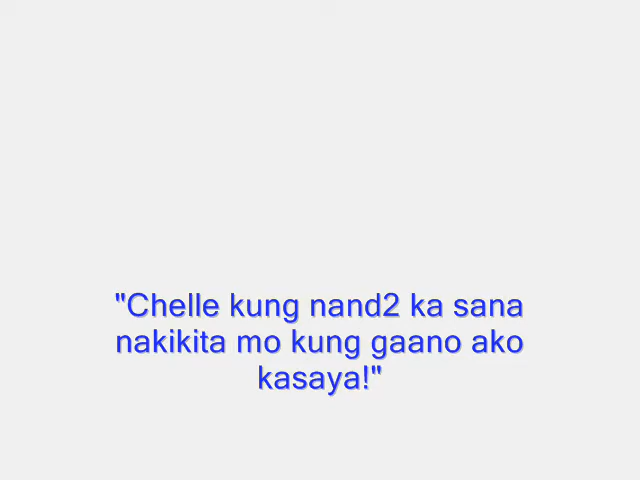 "Chelle kung nand2 ka sana
nakikita mo kung gaano ako
kasaya!"